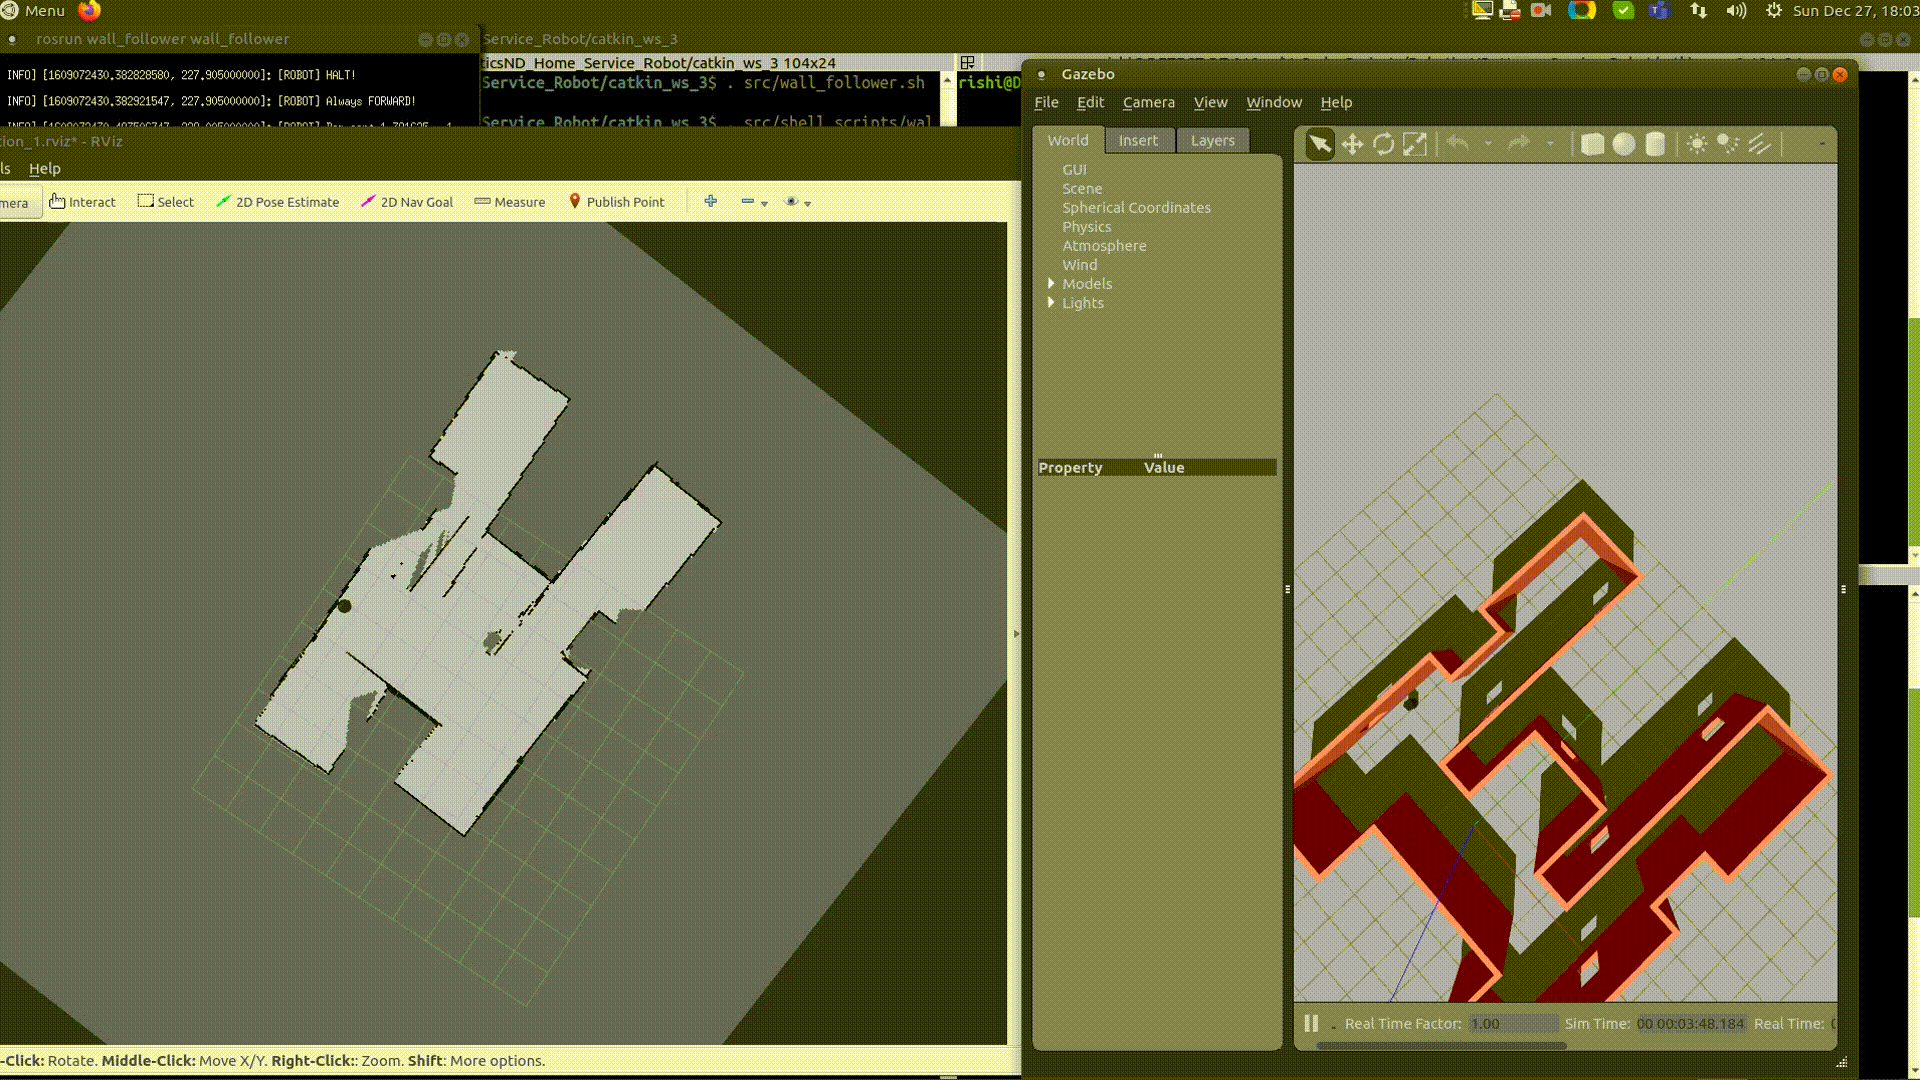 Menu
Sun Dec 27, 18:03
rosrun wall_follower wall_follower
Service_Robot/catkin_ws_3
INFO] [1609072430.382828580, 227.905000000]: [ROBOT] HALT!
INFO] [1609072430.382921547, 227.905000000]: [ROBOT] Always FORWARD!
ticsND_Home_Service_Robot/catkin_ws_3 104x24
Service_Robot/catkin_ws_3$ . src/wall_follower.sh
Service_Robot/catkin_ws_3$ . src/shell_scripts/wal
rishi@D
tion_1.rviz* - RViz
ls Help
mera Interact Select 2D Pose Estimate 2D Nav Goal Measure Publish Point
-Click: Rotate. Middle-Click: Move X/Y. Right-Click:: Zoom. Shift: More options.
Gazebo
File Edit Camera View Window Help
World Insert Layers
GUI
Scene
Spherical Coordinates
Physics
Atmosphere
Wind
Models
Lights
Property Value
Real Time Factor: 1.00 Sim Time: 00 00:03:48.184 Real Time: